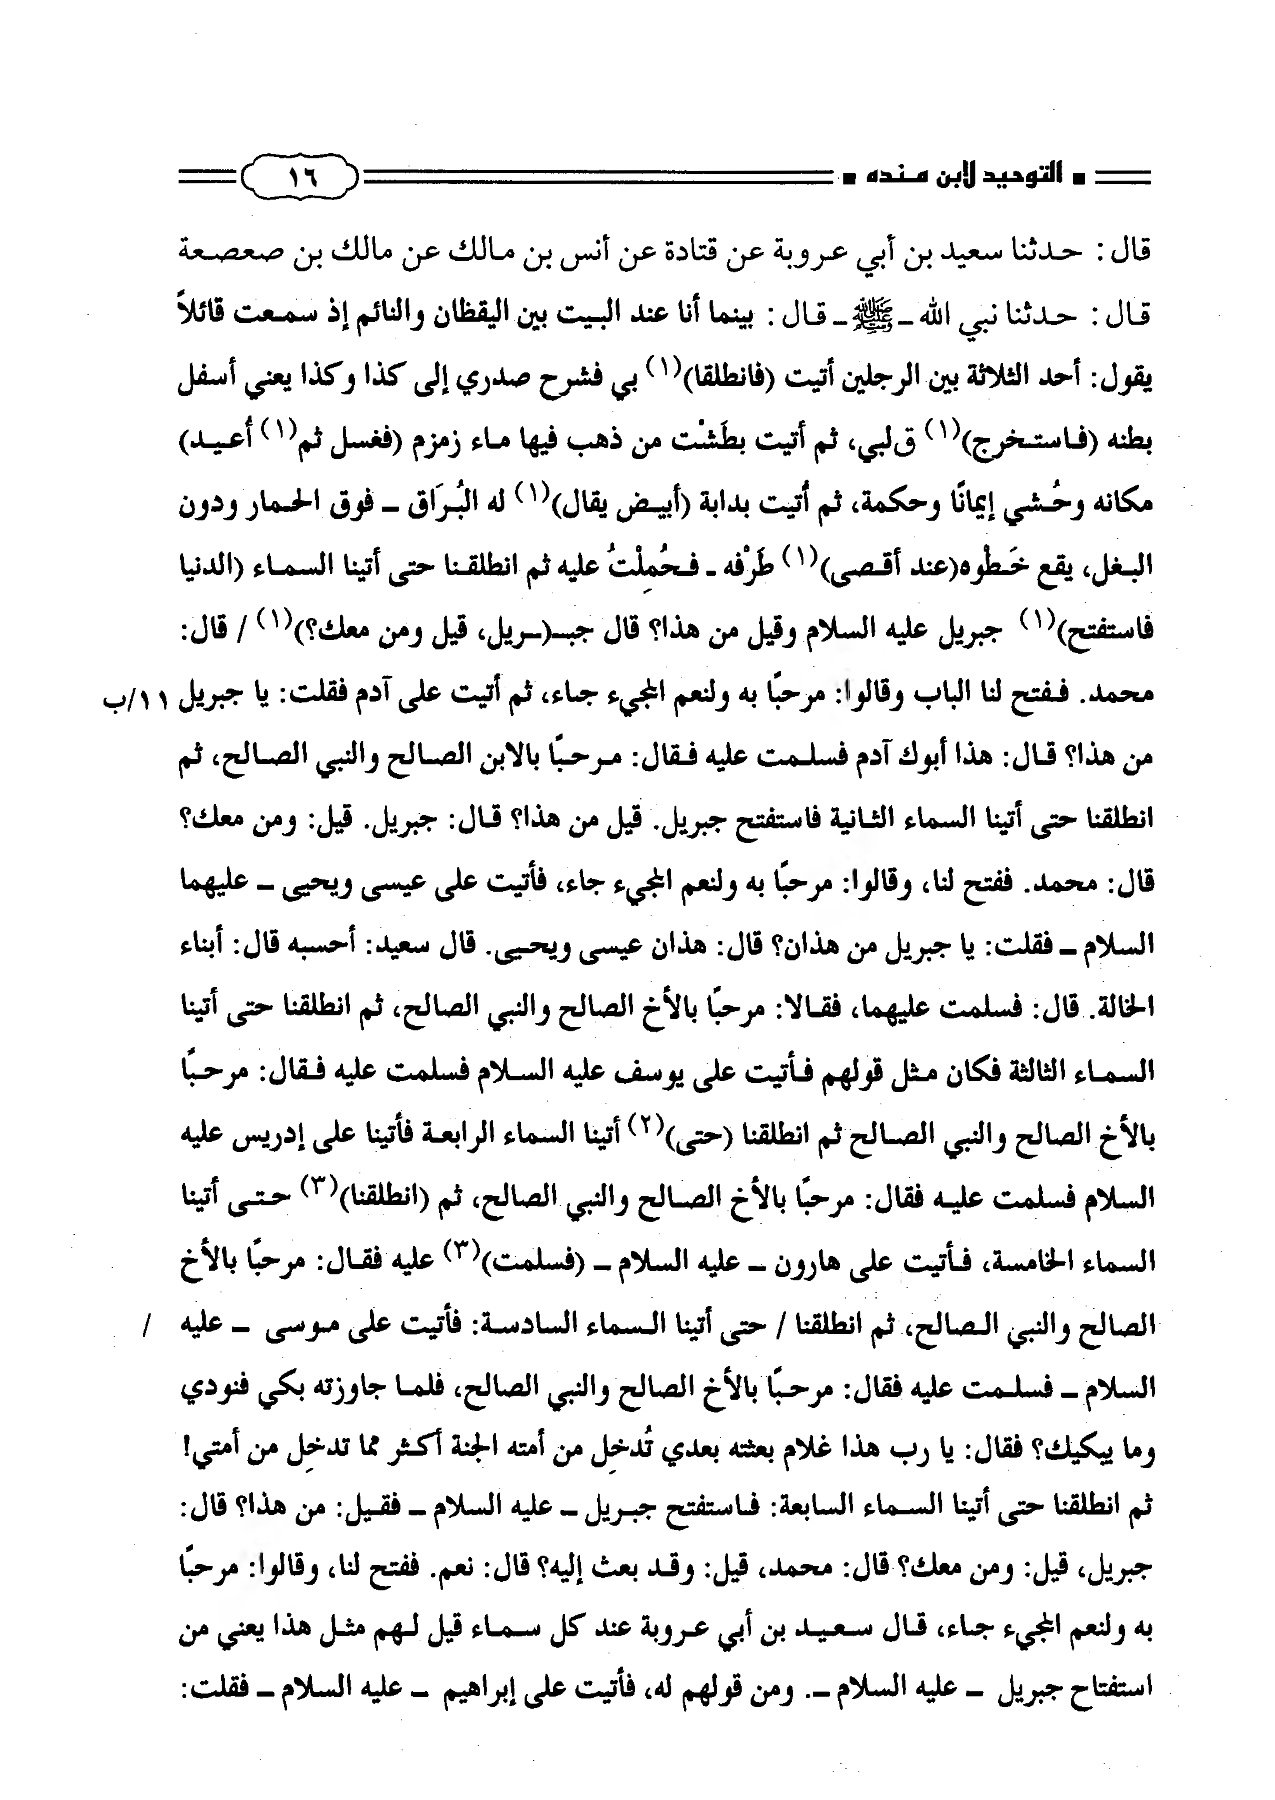 ■ التوحيد لابن منده ■ ١٦
قال: حدثنا سعيد بن أبي عروبة عن قتادة عن أنس بن مالك عن مالك بن صعصعة
قال: حدثنا نبي الله ـ ﷺ ـ قال: بينما أنا عند البيت بين اليقظان والنائم إذ سمعت قائلاً
يقول: أحد الثلاثة بين الرجلين أتيت (فانطلقا)(١) بي فشرح صدري إلى كذا وكذا يعني أسفل
بطنه (فاستخرج)(١) ق لبي، ثم أتيت بطَسْت من ذهب فيها ماء زمزم (فغسل ثم(١) أُعيد)
مكانه وحُشي إيمانًا وحكمة، ثم أُتيت بدابة (أبيض يقال)(١) له البُرَاق ـ فوق الحمار ودون
البغل، يقع خَطْوه(عند أقصى)(١) طَرْفه ـ فحُمِلْتُ عليه ثم انطلقنا حتى أتينا السماء (الدنيا
فاستفتح)(١) جبريل عليه السلام وقيل من هذا؟ قال جبـ(ـريل، قيل ومن معك؟)(١) / قال:
محمد. ففتح لنا الباب وقالوا: مرحبًا به ولنعم المجيء جاء، ثم أتيت على آدم فقلت: يا جبريل ١١/ب
من هذا؟ قال: هذا أبوك آدم فسلمت عليه فقال: مرحبًا بالابن الصالح والنبي الصالح، ثم
انطلقنا حتى أتينا السماء الثانية فاستفتح جبريل. قيل من هذا؟ قال: جبريل. قيل: ومن معك؟
قال: محمد. ففتح لنا، وقالوا: مرحبًا به ولنعم المجيء جاء، فأتيت على عيسى ويحيى ـ عليهما
السلام ـ فقلت: يا جبريل من هذان؟ قال: هذان عيسى ويحيى. قال سعيد: أحسبه قال: أبناء
الخالة. قال: فسلمت عليهما، فقالا: مرحبًا بالأخ الصالح والنبي الصالح، ثم انطلقنا حتى أتينا
السماء الثالثة فكان مثل قولهم فأتيت على يوسف عليه السلام فسلمت عليه فقال: مرحبًا
بالأخ الصالح والنبي الصالح ثم انطلقنا (حتى)(٢) أتينا السماء الرابعة فأتينا على إدريس عليه
السلام فسلمت عليه فقال: مرحبًا بالأخ الصالح والنبي الصالح، ثم (انطلقنا)(٣) حتى أتينا
السماء الخامسة، فأتيت على هارون ـ عليه السلام ـ (فسلمت)(٣) عليه فقال: مرحبًا بالأخ
الصالح والنبي الصالح، ثم انطلقنا / حتى أتينا السماء السادسة: فأتيت على موسى ـ عليه /
السلام ـ فسلمت عليه فقال: مرحبًا بالأخ الصالح والنبي الصالح، فلما جاوزته بكي فنودي
وما يبكيك؟ فقال: يا رب هذا غلام بعثته بعدي تُدخِل من أمته الجنة أكثر مما تدخِل من أمتي!
ثم انطلقنا حتى أتينا السماء السابعة: فاستفتح جبريل ـ عليه السلام ـ فقيل: من هذا؟ قال:
جبريل، قيل: ومن معك؟ قال: محمد، قيل: وقد بعث إليه؟ قال: نعم. ففتح لنا، وقالوا: مرحبًا
به ولنعم المجيء جاء، قال سعيد بن أبي عروبة عند كل سماء قيل لهم مثل هذا يعني من
استفتاح جبريل ـ عليه السلام ـ. ومن قولهم له، فأتيت على إبراهيم ـ عليه السلام ـ فقلت: